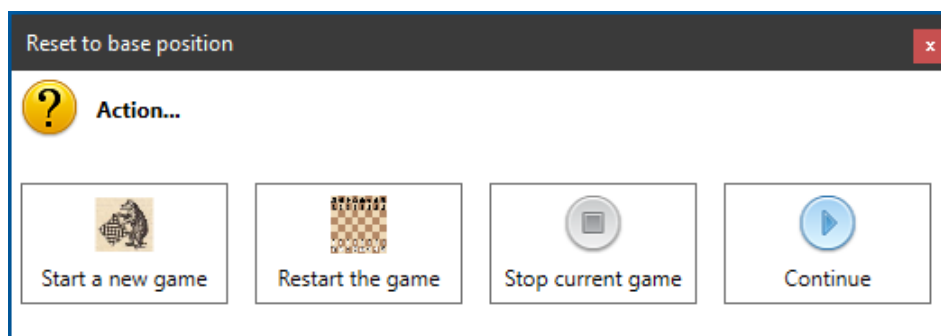 Reset to base position
x
?
Action...
Start a new game
Restart the game
Stop current game
Continue